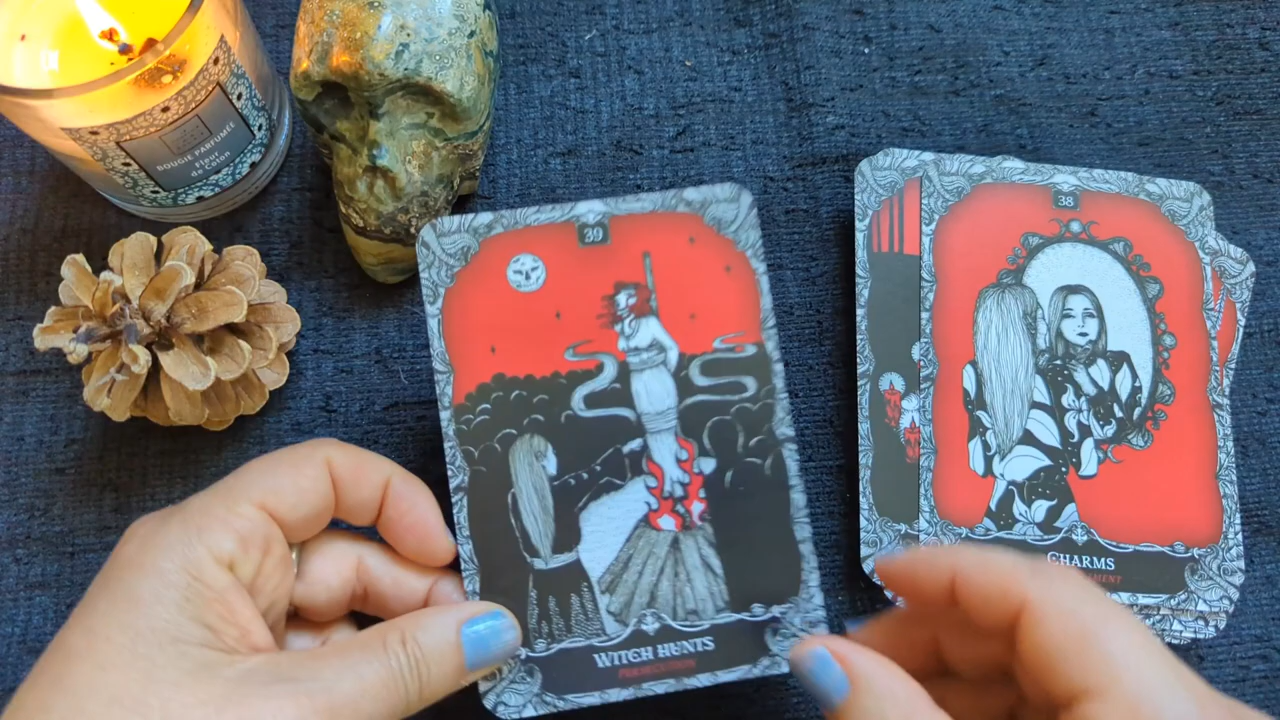 BOUGIE PARFUMÉE
Fleur
de Coton
39
WITCH HUNTS
PERSECUTION
38
CHARMS